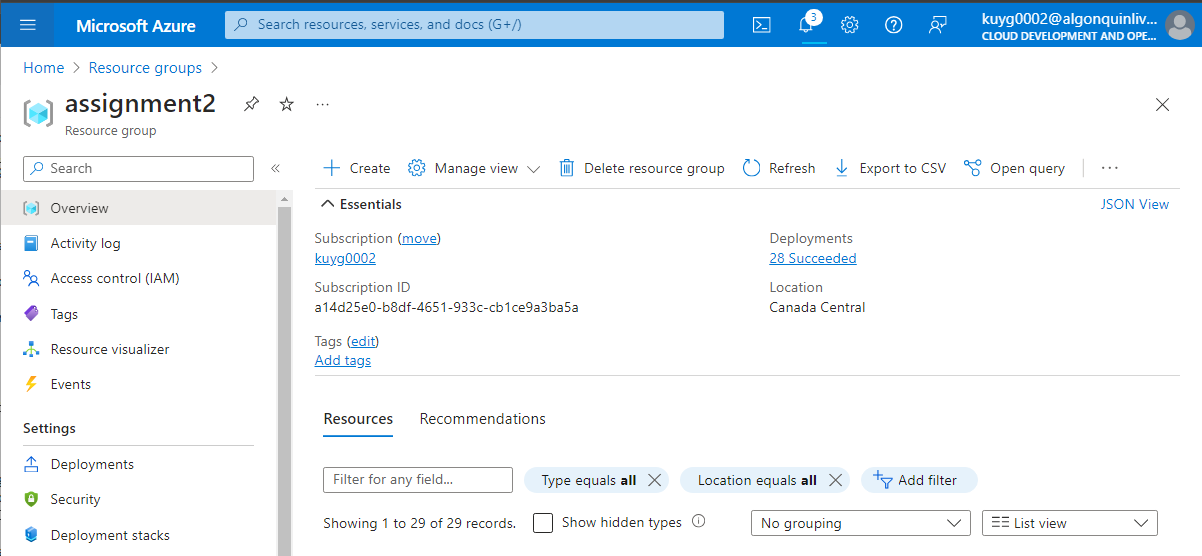 Microsoft Azure
Search resources, services, and docs (G+/)
3
kuyg0002@algonquinliv...
CLOUD DEVELOPMENT AND OPE...
Home > Resource groups >
assignment2
...
Resource group
Search
«
Create
Manage view
Delete resource group
Refresh
Export to CSV
Open query
...
Overview
Activity log
Access control (IAM)
Tags
Resource visualizer
Events
Settings
Deployments
Security
Deployment stacks
Essentials
JSON View
Subscription (move)
kuyg0002
Subscription ID
a14d25e0-b8df-4651-933c-cb1ce9a3ba5a
Deployments
28 Succeeded
Location
Canada Central
Tags (edit)
Add tags
Resources
Recommendations
Filter for any field...
Type equals all
Location equals all
Add filter
Showing 1 to 29 of 29 records.
Show hidden types
No grouping
List view